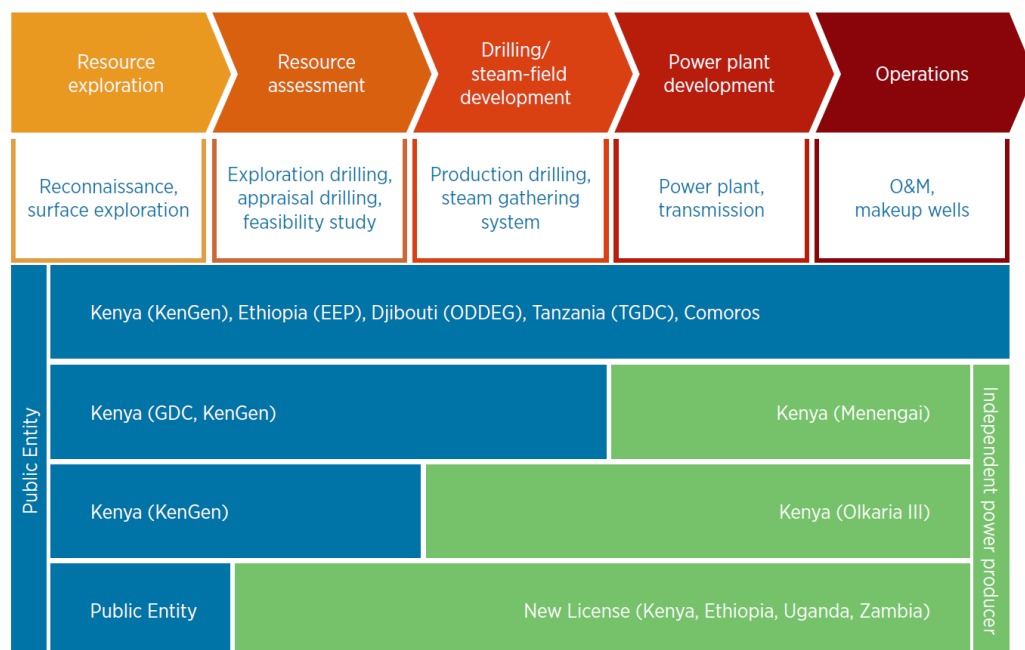 Resource
exploration
Resource
assessment
Drilling/
steam-field
development
Power plant
development
Operations
Reconnaissance,
surface exploration
Exploration drilling,
appraisal drilling,
feasibility study
Production drilling,
steam gathering
system
Power plant,
transmission
O&M,
makeup wells
Public Entity
Kenya (KenGen), Ethiopia (EEP), Djibouti (ODDEG), Tanzania (TGDC), Comoros
Kenya (GDC, KenGen)
Kenya (Menengai)
Kenya (KenGen)
Kenya (Olkaria III)
Public Entity
New License (Kenya, Ethiopia, Uganda, Zambia)
Independent power producer